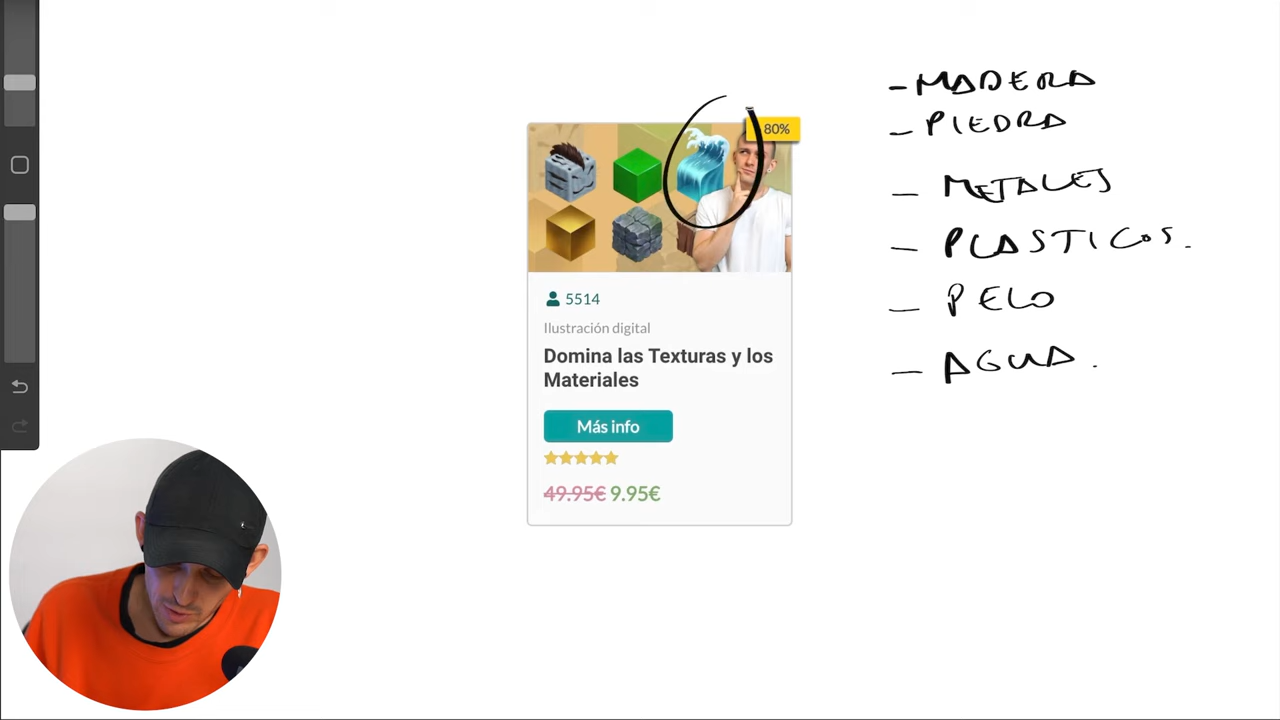 80%
5514
Ilustración digital
Domina las Texturas y los
Materiales
Más info
49.95€ 9.95€
- MADERA
- PIEDRA
- METALES
- PLASTICOS.
- PELO
- AGUA.